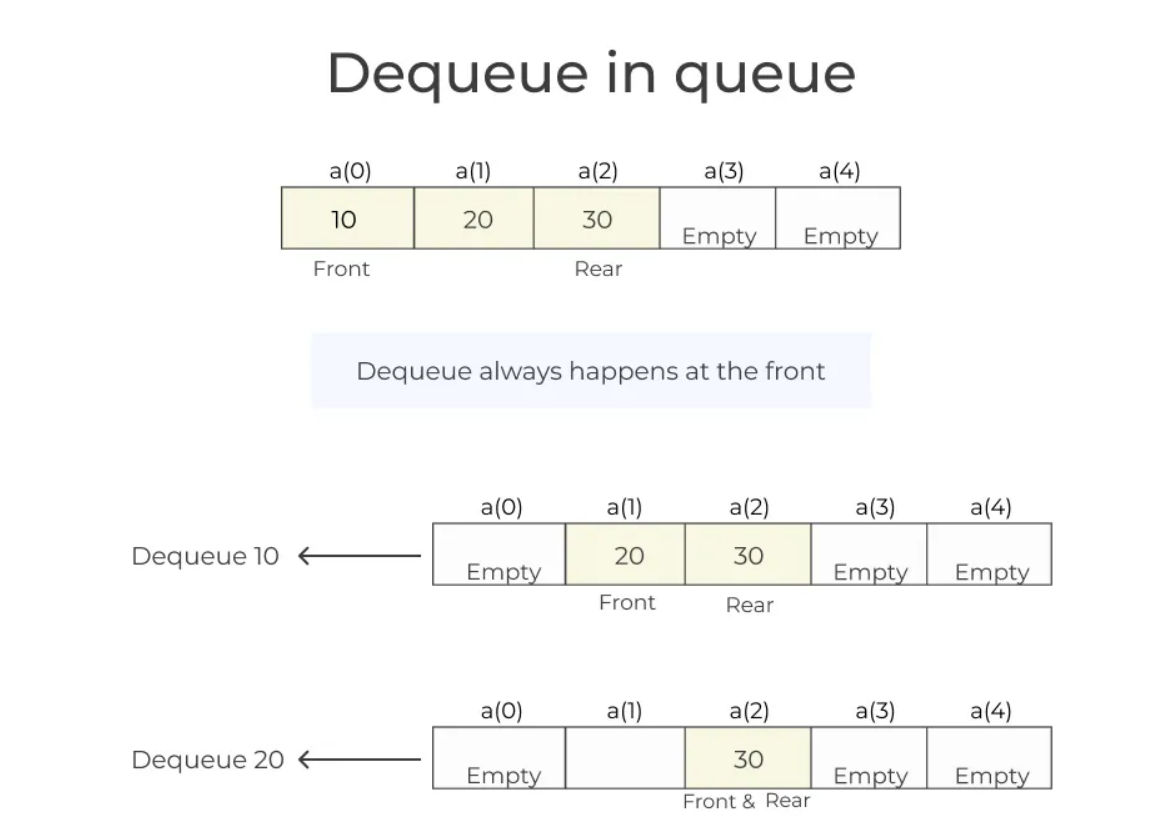 Dequeue in queue
a(0) a(1) a(2) a(3) a(4)
10 20 30 Empty Empty
Front Rear
Dequeue always happens at the front
a(0) a(1) a(2) a(3) a(4)
Dequeue 10 Empty 20 30 Empty Empty
Front Rear
a(0) a(1) a(2) a(3) a(4)
Dequeue 20 Empty 30 Empty Empty
Front & Rear